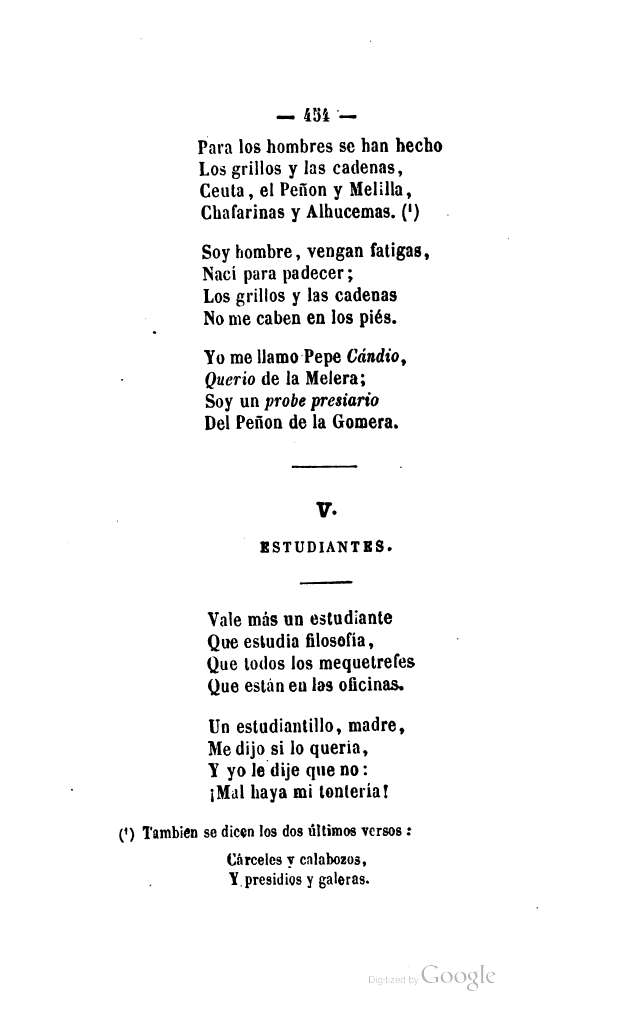 — 454 —
Para los hombres se han hecho
Los grillos y las cadenas,
Ceuta, el Peñon y Melilla,
Chafarinas y Alhucemas. (¹)
Soy hombre, vengan fatigas,
Nací para padecer;
Los grillos y las cadenas
No me caben en los piés.
Yo me llamo Pepe Cándio,
Querio de la Melera;
Soy un probe presiario
Del Peñon de la Gomera.
V.
ESTUDIANTES.
Vale más un estudiante
Que estudia filosofía,
Que todos los mequetrefes
Que están en las oficinas.
Un estudiantillo, madre,
Me dijo si lo queria,
Y yo le dije que no:
¡Mal haya mi tontería!
(¹) Tambien se dicen los dos últimos versos:
Cárceles y calabozos,
Y presidios y galeras.
Digitized by Google